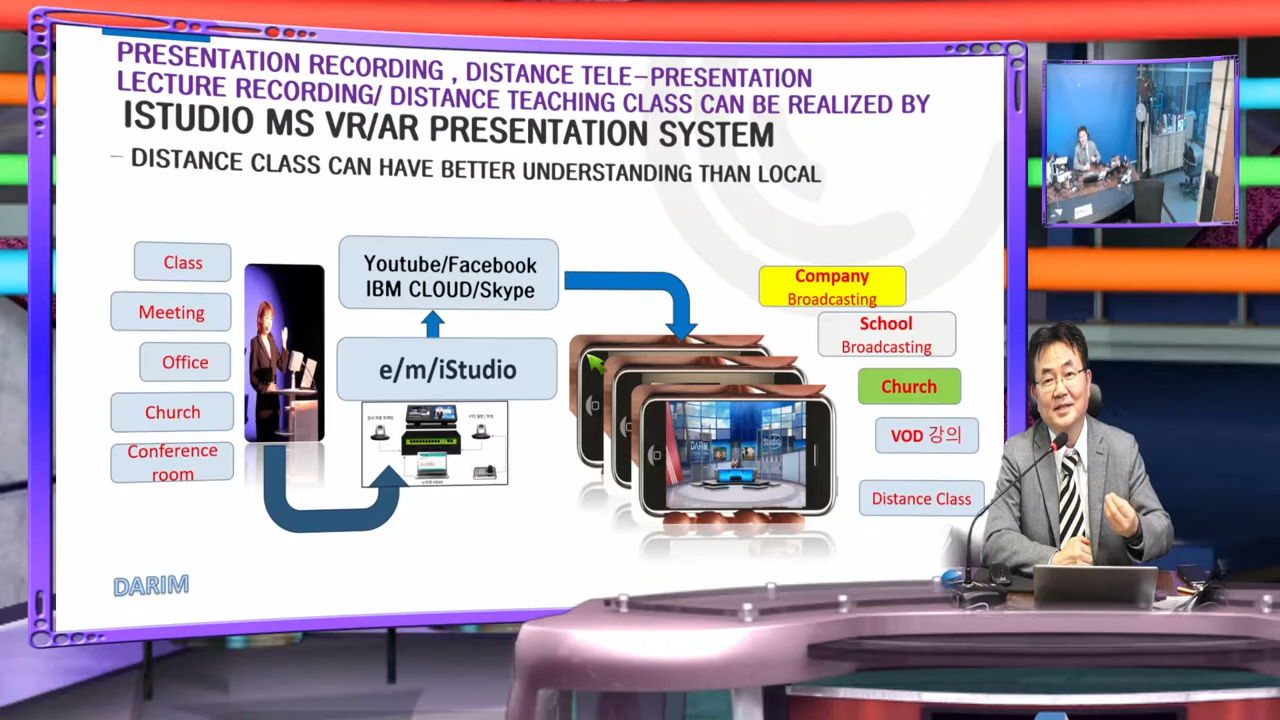 PRESENTATION RECORDING , DISTANCE TELE-PRESENTATION
LECTURE RECORDING/ DISTANCE TEACHING CLASS CAN BE REALIZED BY
ISTUDIO MS VR/AR PRESENTATION SYSTEM
– DISTANCE CLASS CAN HAVE BETTER UNDERSTANDING THAN LOCAL
Class
Meeting
Office
Church
Conference
room
Youtube/Facebook
IBM CLOUD/Skype
e/m/iStudio
Company
Broadcasting
School
Broadcasting
Church
VOD 강의
Distance Class
DARIM
DARIM